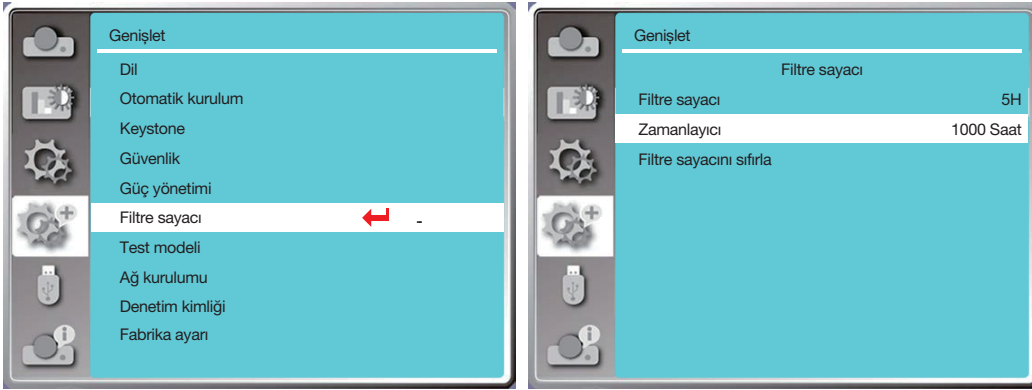 Genişlet
Dil
Otomatik kurulum
Keystone
Güvenlik
Güç yönetimi
Filtre sayacı -
Test modeli
Ağ kurulumu
Denetim kimliği
Fabrika ayarı
Genişlet
Filtre sayacı
Filtre sayacı 5H
Zamanlayıcı 1000 Saat
Filtre sayacını sıfırla